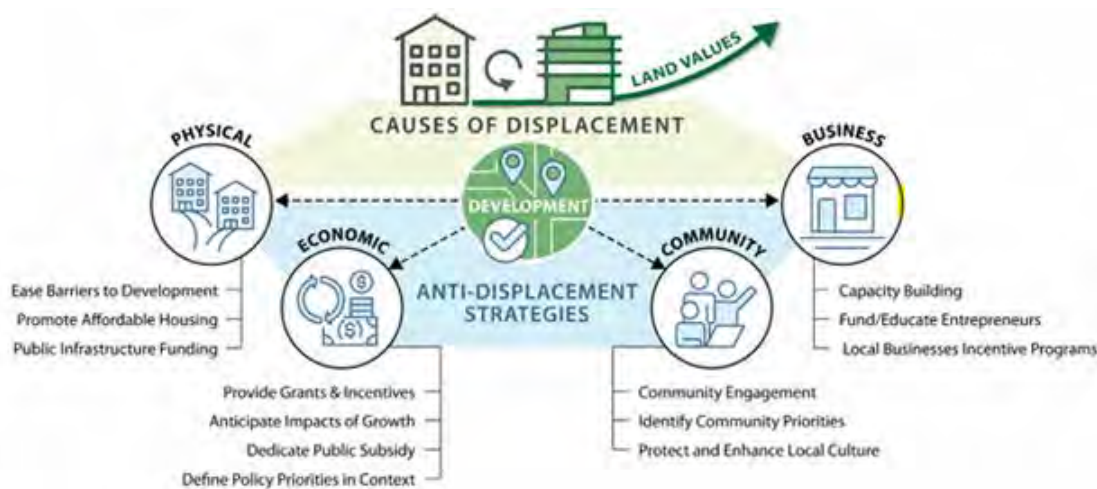 LAND VALUES
CAUSES OF DISPLACEMENT
PHYSICAL
BUSINESS
DEVELOPMENT
ECONOMIC
COMMUNITY
ANTI-DISPLACEMENT
STRATEGIES
Ease Barriers to Development
Promote Affordable Housing
Public Infrastructure Funding
Capacity Building
Fund/Educate Entrepreneurs
Local Businesses Incentive Programs
Provide Grants & Incentives
Anticipate Impacts of Growth
Dedicate Public Subsidy
Define Policy Priorities in Context
Community Engagement
Identify Community Priorities
Protect and Enhance Local Culture
$
$